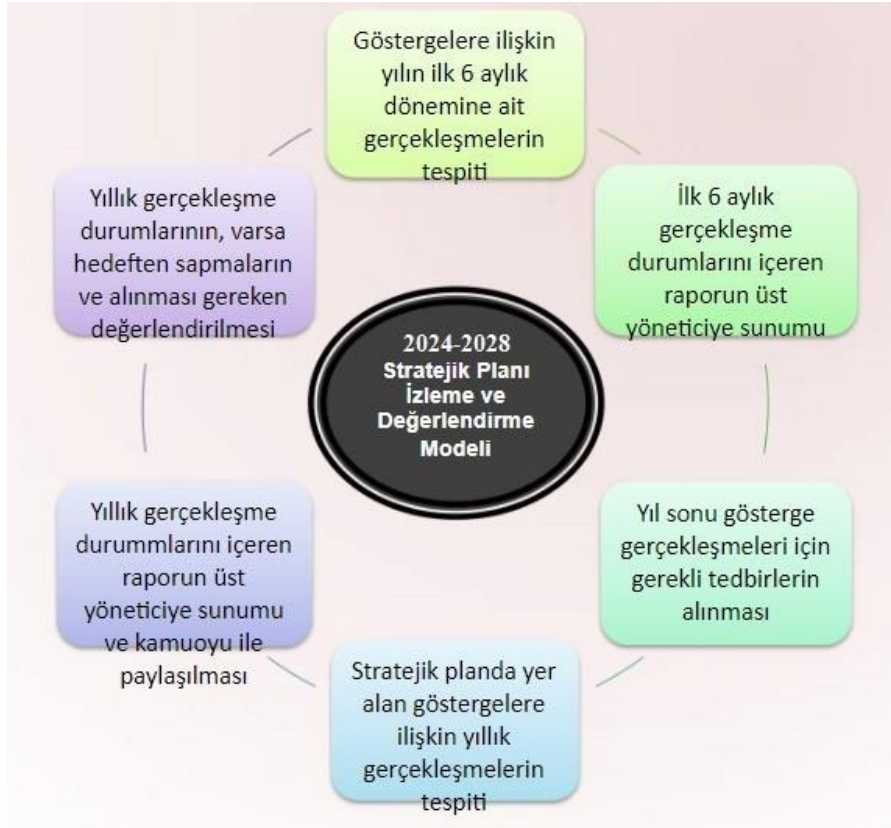 Göstergelere ilişkin
yılın ilk 6 aylık
dönemine ait
gerçekleşmelerin
tespiti
İlk 6 aylık
gerçekleşme
durumlarını içeren
raporun üst
yöneticiye sunumu
Yıl sonu gösterge
gerçekleşmeleri için
gerekli tedbirlerin
alınması
Stratejik planda yer
alan göstergelere
ilişkin yıllık
gerçekleşmelerin
tespiti
Yıllık gerçekleşme
durummlarını içeren
raporun üst
yöneticiye sunumu
ve kamuoyu ile
paylaşılması
Yıllık gerçekleşme
durumlarının, varsa
hedeften sapmaların
ve alınması gereken
değerlendirilmesi
2024-2028
Stratejik Planı
İzleme ve
Değerlendirme
Modeli